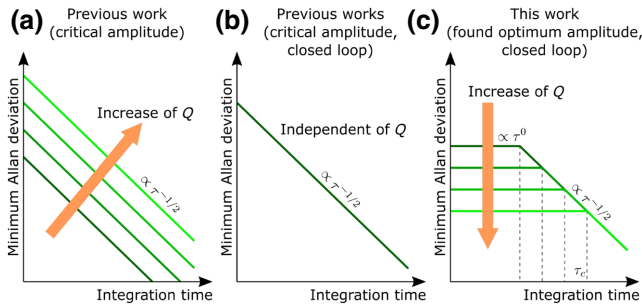 (a) Previous work
(critical amplitude)
Minimum Allan deviation
Increase of Q
∝ τ^{-1/2}
Integration time
(b) Previous works
(critical amplitude,
closed loop)
Minimum Allan deviation
Independent of Q
∝ τ^{-1/2}
Integration time
(c) This work
(found optimum amplitude,
closed loop)
Minimum Allan deviation
Increase of Q
∝ τ^0
∝ τ^{-1/2}
τ_c
Integration time